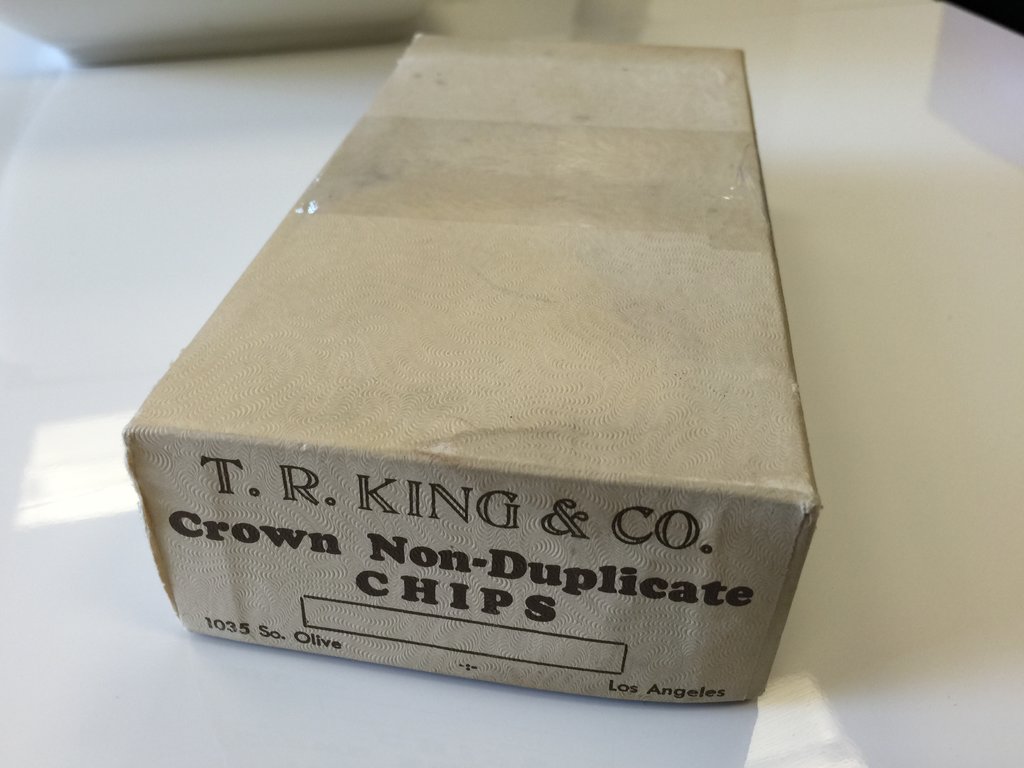 T. R. KING & CO.
Crown Non-Duplicate
CHIPS
1035 So. Olive
-:-
Los Angeles